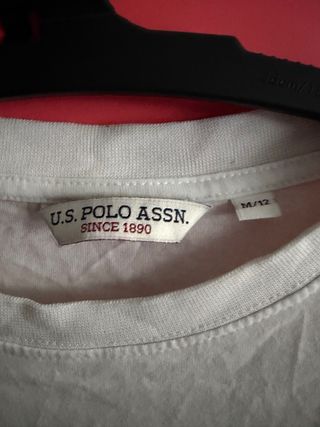 U.S. POLO ASSN.
SINCE 1890
M/12